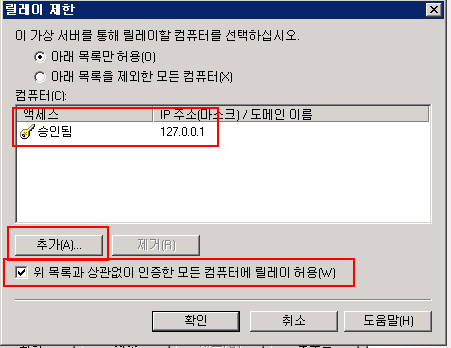 릴레이 제한
이 가상 서버를 통해 릴레이할 컴퓨터를 선택하십시오.
아래 목록만 허용(O)
아래 목록을 제외한 모든 컴퓨터(X)
컴퓨터(C):
액세스 IP 주소(마스크) / 도메인 이름
승인됨 127.0.0.1
추가(A)... 제거(R)
위 목록과 상관없이 인증한 모든 컴퓨터에 릴레이 허용(W)
확인 취소 도움말(H)